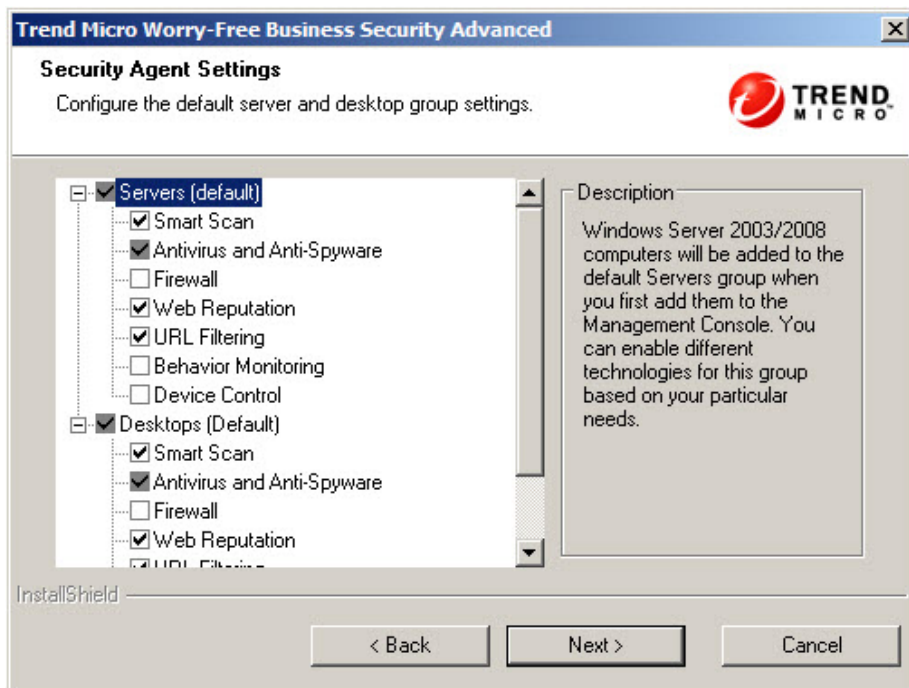 Trend Micro Worry-Free Business Security Advanced
Security Agent Settings
Configure the default server and desktop group settings.
TREND
MICRO
Servers (default)
Smart Scan
Antivirus and Anti-Spyware
Firewall
Web Reputation
URL Filtering
Behavior Monitoring
Device Control
Desktops (Default)
Smart Scan
Antivirus and Anti-Spyware
Firewall
Web Reputation
URL Filtering
Description
Windows Server 2003/2008
computers will be added to the
default Servers group when
you first add them to the
Management Console. You
can enable different
technologies for this group
based on your particular
needs.
InstallShield
< Back
Next >
Cancel